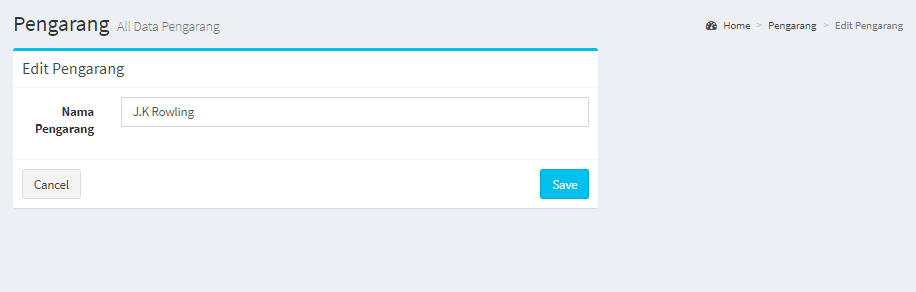 Pengarang All Data Pengarang
Home > Pengarang > Edit Pengarang
Edit Pengarang
Nama
Pengarang
J.K Rowling
Cancel
Save